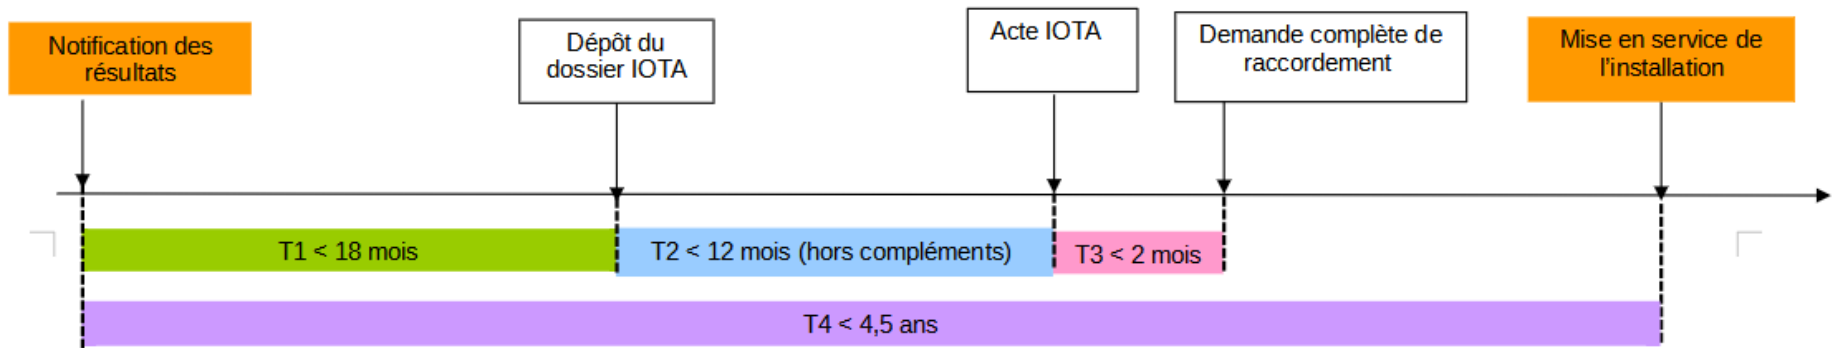 Notification des
résultats
Dépôt du
dossier IOTA
Acte IOTA
Demande complète de
raccordement
Mise en service de
l’installation
T1 < 18 mois
T2 < 12 mois (hors compléments)
T3 < 2 mois
T4 < 4,5 ans